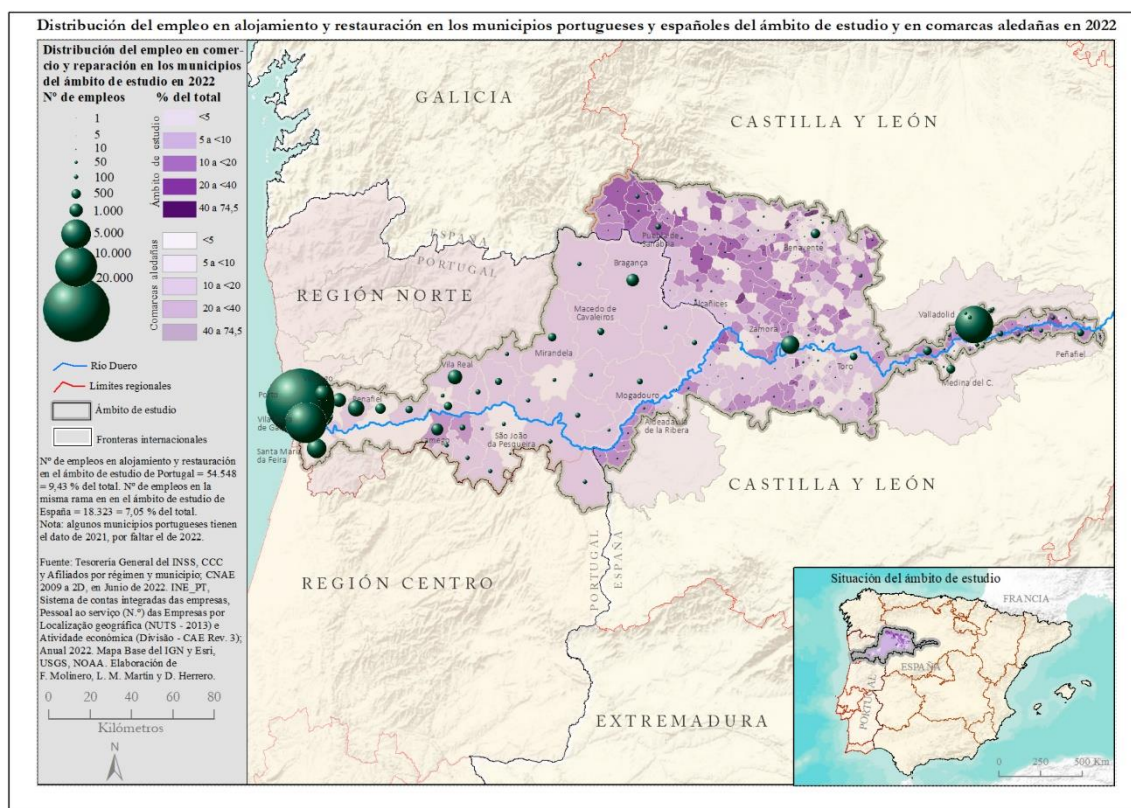 Distribución del empleo en alojamiento y restauración en los municipios portugueses y españoles del ámbito de estudio y en comarcas aledañas en 2022
Distribución del empleo en comer-
cio y reparación en los municipios
del ámbito de estudio en 2022
Nº de empleos
% del total
1
5
10
50
100
500
1.000
5.000
10.000
20.000
Ámbito de estudio
<5
5 a <10
10 a <20
20 a <40
40 a 74,5
Comarcas aledañas
<5
5 a <10
10 a <20
20 a <40
40 a 74,5
Río Duero
Límites regionales
Ámbito de estudio
Fronteras internacionales
Nº de empleos en alojamiento y restauración
en el ámbito de estudio de Portugal = 54.548
= 9,43 % del total. Nº de empleos en la
misma rama en en el ámbito de estudio de
España = 18.323 = 7,05 % del total.
Nota: algunos municipios portugueses tienen
el dato de 2021, por faltar el de 2022.
Fuente: Tesorería General del INSS, CCC
y Afiliados por régimen y municipio; CNAE
2009 a 2D, en Junio de 2022. INE_PT,
Sistema de contas integradas das empresas,
Pessoal ao serviço (N.º) das Empresas por
Localização geográfica (NUTS - 2013) e
Atividade económica (Divisão - CAE Rev. 3);
Anual 2022. Mapa Base del IGN y Esri,
USGS, NOAA. Elaboración de
F. Molinero, L. M. Martín y D. Herrero.
0 20 40 60 80
Kilómetros
N
GALICIA
CASTILLA Y LEÓN
ESPAÑA
PORTUGAL
REGIÓN NORTE
Puebla de
Sanabria
Benavente
Bragança
Alcañices
Macedo de
Cavaleiros
Mirandela
Zamora
Valladolid
Toro
Peñafiel
Medina del C.
Vila Real
Porto
Penafiel
Vila
de Ga
Mogadouro
Aldeadávila
de la Ribera
Lamego
São João
da Pesqueira
Santa Maria
da Feira
CASTILLA Y LEÓN
REGIÓN CENTRO
PORTUGAL
ESPAÑA
EXTREMADURA
Situación del ámbito de estudio
FRANCIA
ESPAÑA
PORTUGAL
0 250 500 Km